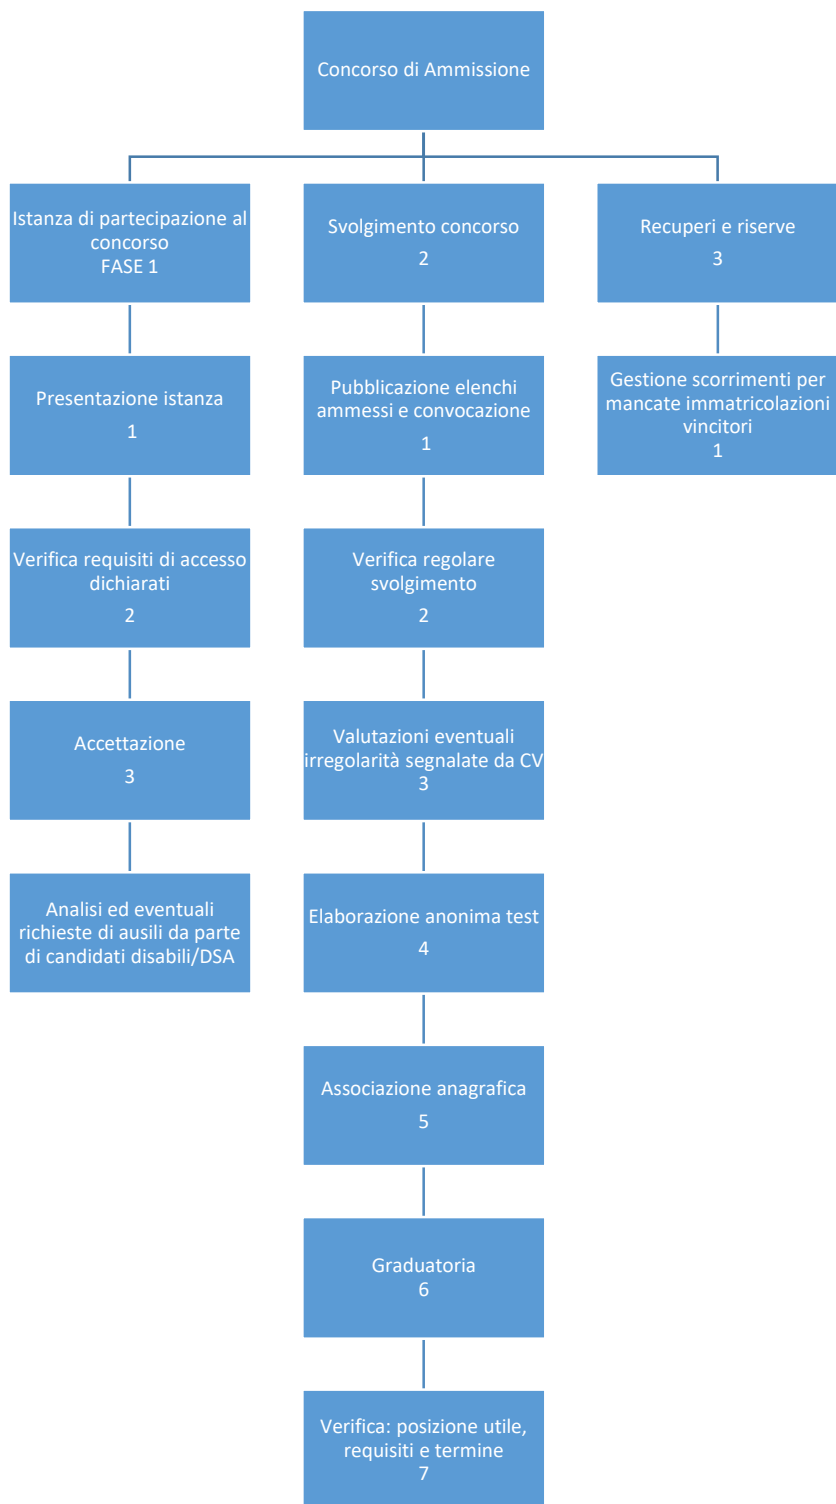 Concorso di Ammissione
Istanza di partecipazione al
concorso
FASE 1
Svolgimento concorso
2
Recuperi e riserve
3
Presentazione istanza
1
Pubblicazione elenchi
ammessi e convocazione
1
Gestione scorrimenti per
mancate immatricolazioni
vincitori
1
Verifica requisiti di accesso
dichiarati
2
Verifica regolare
svolgimento
2
Accettazione
3
Valutazioni eventuali
irregolarità segnalate da CV
3
Analisi ed eventuali
richieste di ausili da parte
di candidati disabili/DSA
Elaborazione anonima test
4
Associazione anagrafica
5
Graduatoria
6
Verifica: posizione utile,
requisiti e termine
7